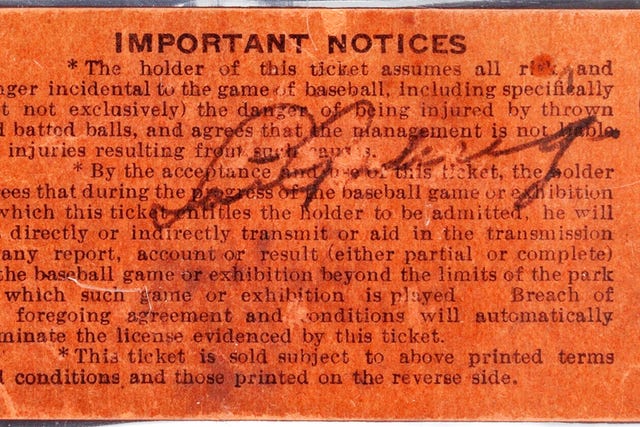 IMPORTANT NOTICES
* The holder of this ticket assumes all risk and
nger incidental to the game of baseball, including specifically
t not exclusively) the danger of being injured by thrown
d batted balls, and agrees that the management is not liable
injuries resulting from such causes.
* By the acceptance and use of this ticket, the holder
ees that during the progress of the baseball game or exhibition
which this ticket entitles the holder to be admitted, he will
directly or indirectly transmit or aid in the transmission
any report, account or result (either partial or complete)
the baseball game or exhibition beyond the limits of the park
which such game or exhibition is played Breach of
foregoing agreement and conditions will automatically
minate the license evidenced by this ticket.
* This ticket is sold subject to above printed terms
d conditions and those printed on the reverse side.